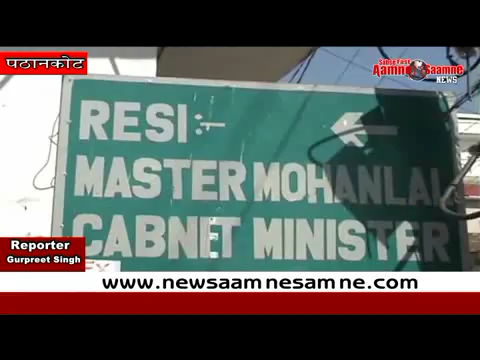 पठानकोट
Sabse Fast
Aamne Saamne
NEWS
RESI :-
MASTER MOHANLAL
CABNET MINISTER
Reporter
Gurpreet Singh
www.newsaamnesamne.com